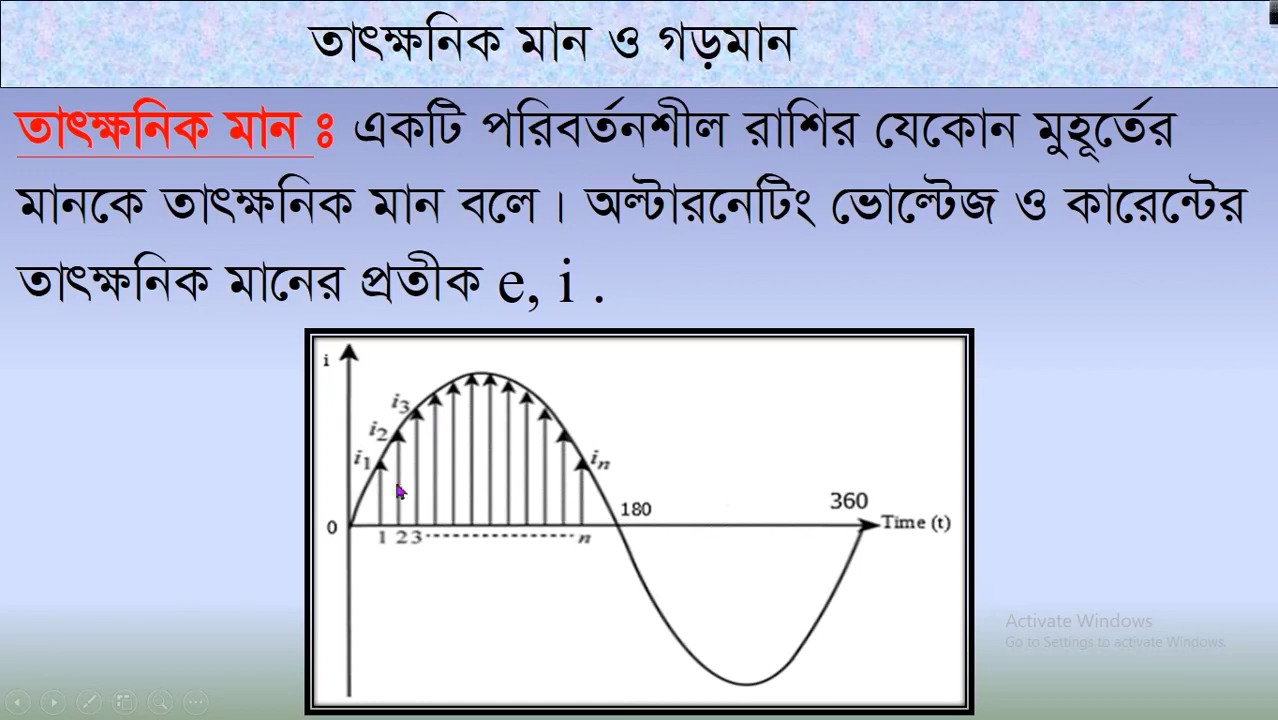 তাৎক্ষনিক মান ও গড়মান
তাৎক্ষনিক মান ঃ একটি পরিবর্তনশীল রাশির যেকোন মুহূর্তের
মানকে তাৎক্ষনিক মান বলে। অল্টারনেটিং ভোল্টেজ ও কারেন্টের
তাৎক্ষনিক মানের প্রতীক e, i .
i
i3
i2
i1
in
0
180
360
Time (t)
1 2 3 ------------------ n
Activate Windows
Go to Settings to activate Windows.